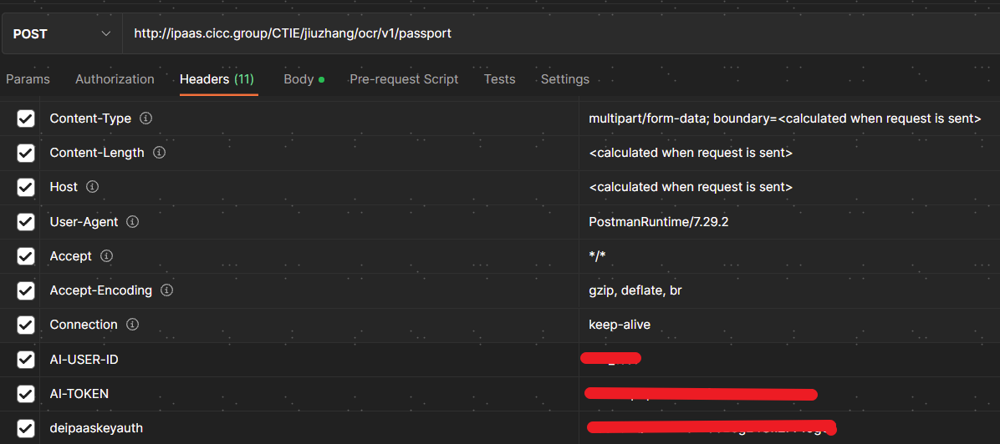 POST http://ipaas.cicc.group/CTIE/jiuzhang/ocr/v1/passport
Params Authorization Headers (11) Body Pre-request Script Tests Settings
Content-Type multipart/form-data; boundary=<calculated when request is sent>
Content-Length <calculated when request is sent>
Host <calculated when request is sent>
User-Agent PostmanRuntime/7.29.2
Accept */*
Accept-Encoding gzip, deflate, br
Connection keep-alive
AI-USER-ID
AI-TOKEN
deipaaskeyauth